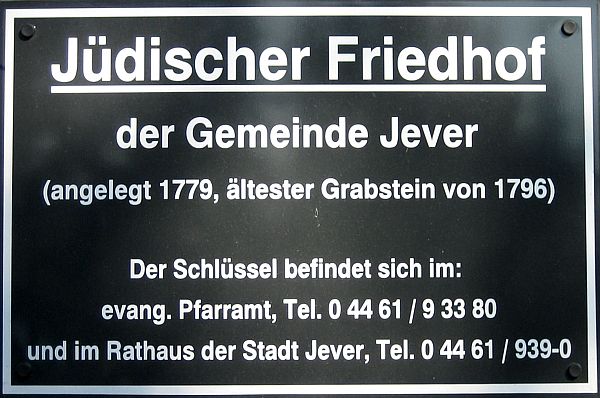 Jüdischer Friedhof
der Gemeinde Jever
(angelegt 1779, ältester Grabstein von 1796)
Der Schlüssel befindet sich im:
evang. Pfarramt, Tel. 0 44 61 / 9 33 80
und im Rathaus der Stadt Jever, Tel. 0 44 61 / 939-0